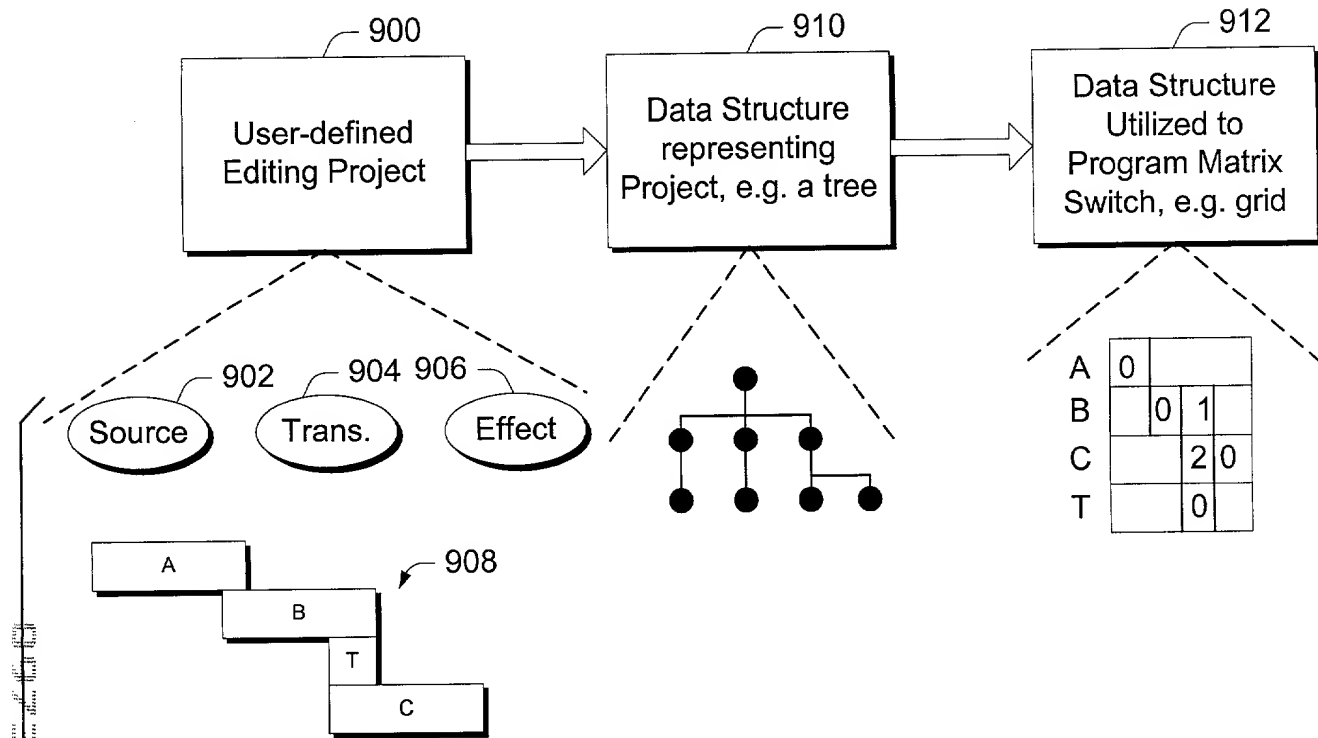 900
910
912
User-defined
Editing Project
Data Structure
representing
Project, e.g. a tree
Data Structure
Utilized to
Program Matrix
Switch, e.g. grid
902
904
906
Source
Trans.
Effect
A 0
B 0 1
C 2 0
T 0
908
A
B
T
C